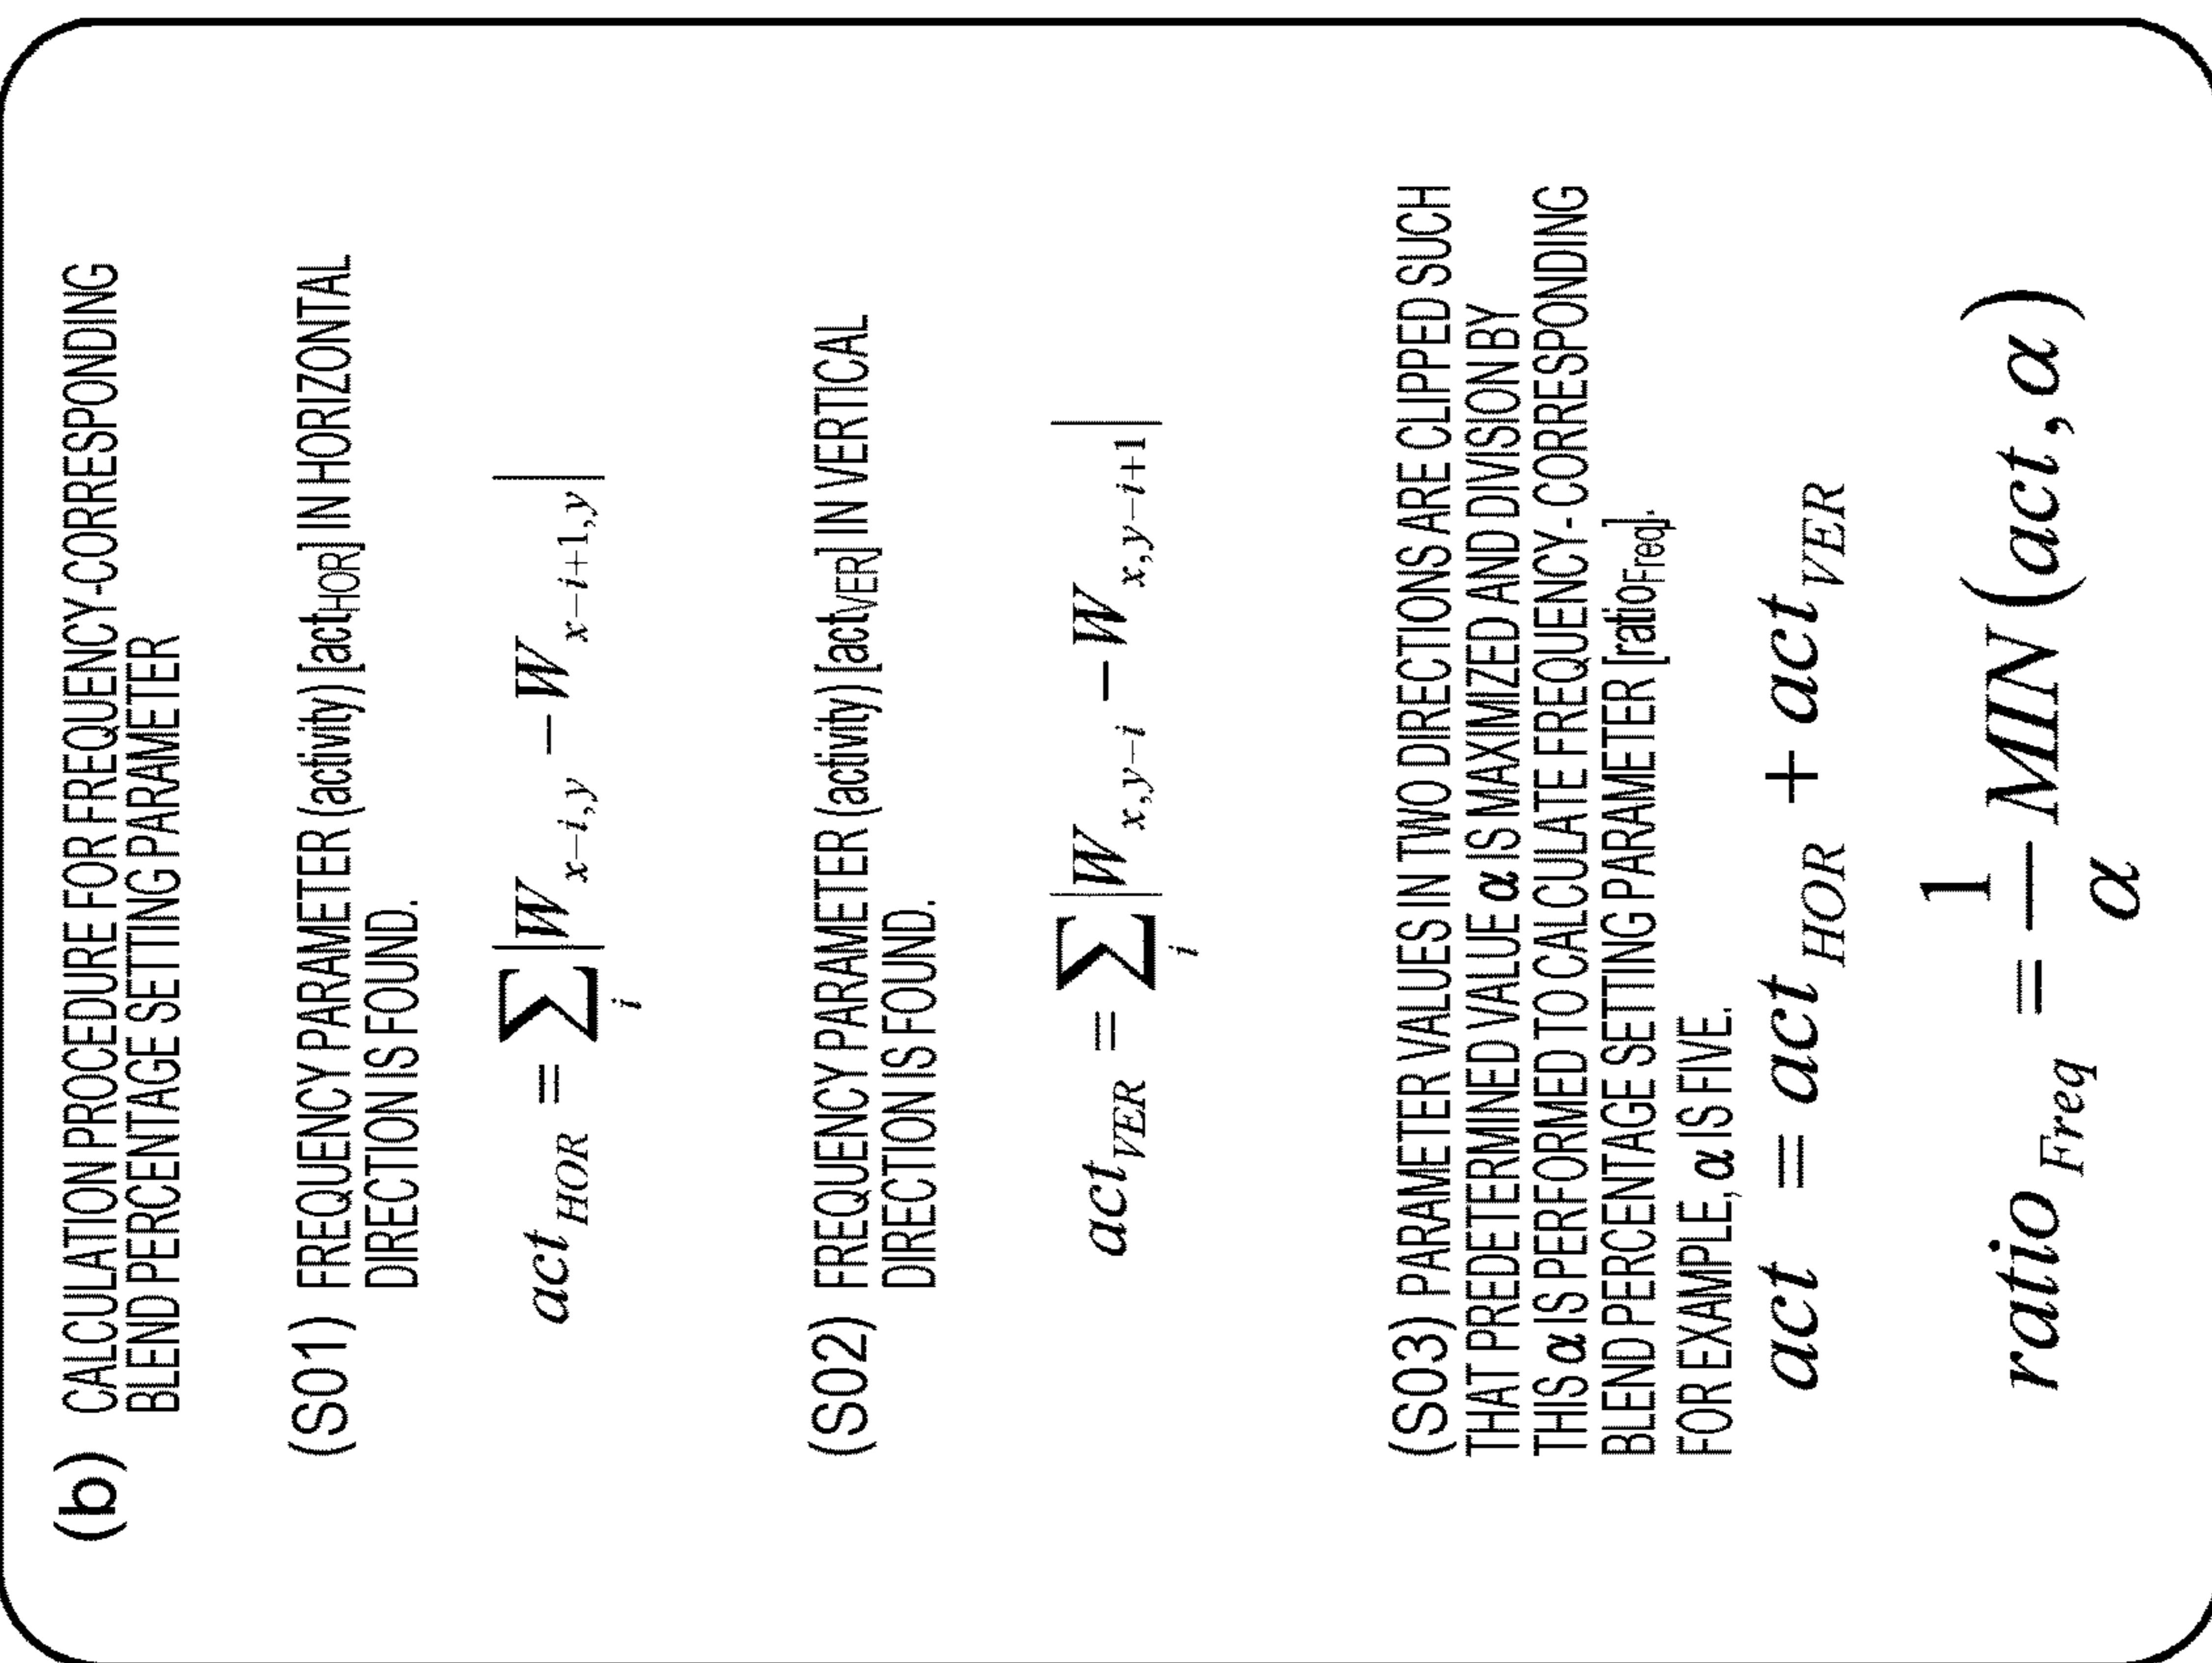 (b) CALCULATION PROCEDURE FOR FREQUENCY-CORRESPONDING
BLEND PERCENTAGE SETTING PARAMETER
(S01) FREQUENCY PARAMETER (activity) [act_HOR] IN HORIZONTAL
DIRECTION IS FOUND.
act_HOR = Σ_i |W_{x−i,y} − W_{x−i+1,y}|
(S02) FREQUENCY PARAMETER (activity) [act_VER] IN VERTICAL
DIRECTION IS FOUND.
act_VER = Σ_i |W_{x,y−i} − W_{x,y−i+1}|
(S03) PARAMETER VALUES IN TWO DIRECTIONS ARE CLIPPED SUCH
THAT PREDETERMINED VALUE α IS MAXIMIZED AND DIVISION BY
THIS α IS PERFORMED TO CALCULATE FREQUENCY- CORRESPONDING
BLEND PERCENTAGE SETTING PARAMETER [ratio_Freq].
FOR EXAMPLE, α IS FIVE.
act = act_HOR + act_VER
ratio_Freq = 1/α MIN (act, α)